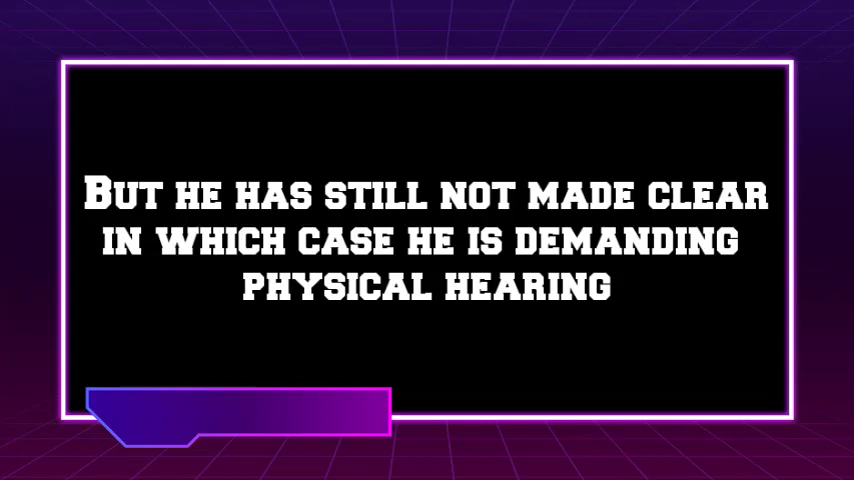 But he has still not made clear
in which case he is demanding
physical hearing